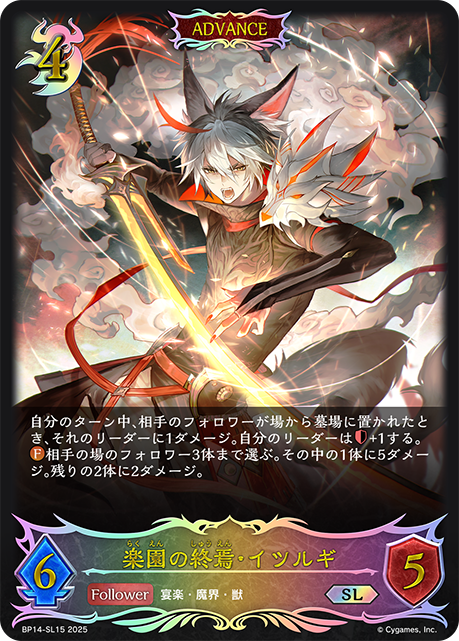 ADVANCE
4
自分のターン中、相手のフォロワーが場から墓場に置かれたと
き、それのリーダーに1ダメージ。自分のリーダーは+1する。
F相手の場のフォロワー3体まで選ぶ。その中の1体に5ダメー
ジ。残りの2体に2ダメージ。
らくえん しゅうえん
楽園の終焉・イツルギ
6
5
Follower 宴楽・魔界・獣
SL
BP14-SL15 2025
© Cygames, Inc.